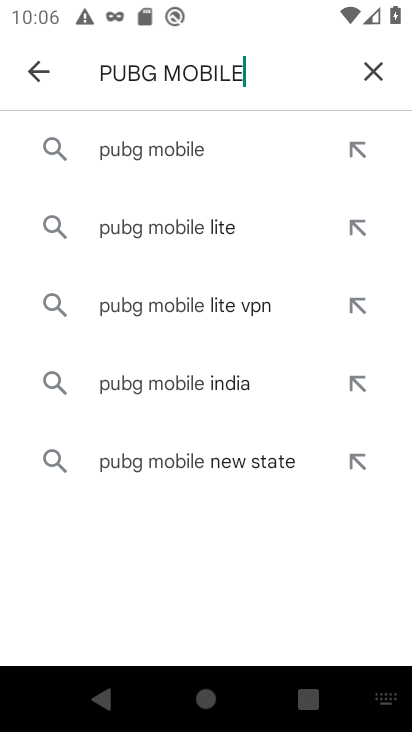 10:06
PUBG MOBILE
pubg mobile
pubg mobile lite
pubg mobile lite vpn
pubg mobile india
pubg mobile new state